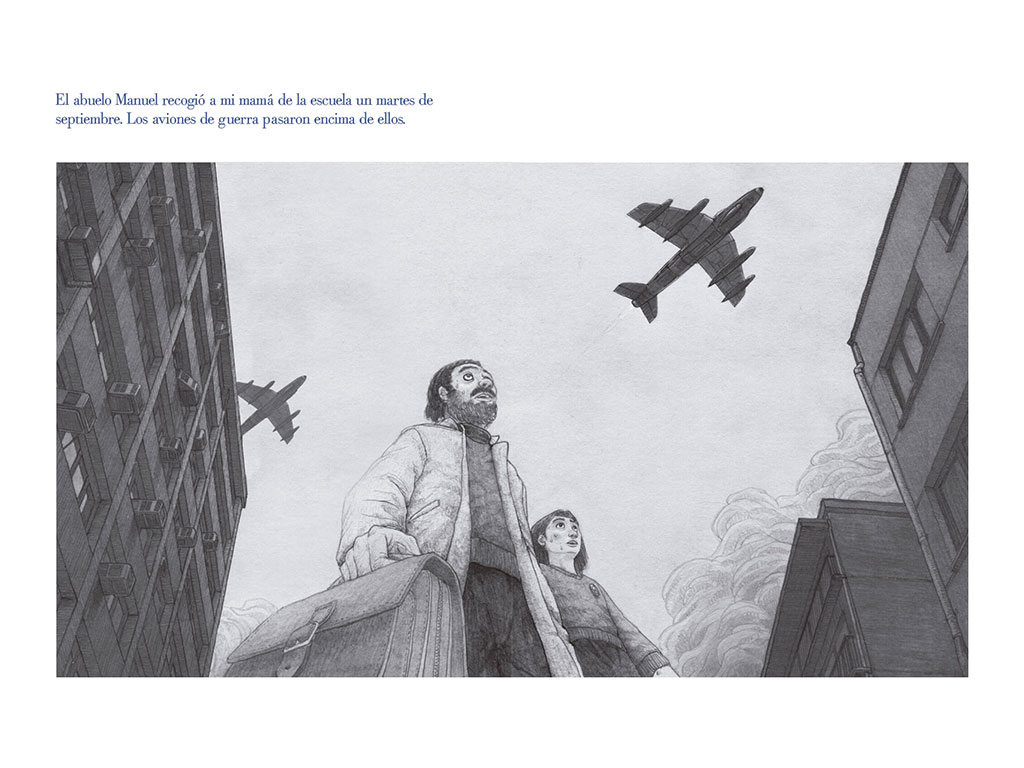 El abuelo Manuel recogió a mi mamá de la escuela un martes de
septiembre. Los aviones de guerra pasaron encima de ellos.